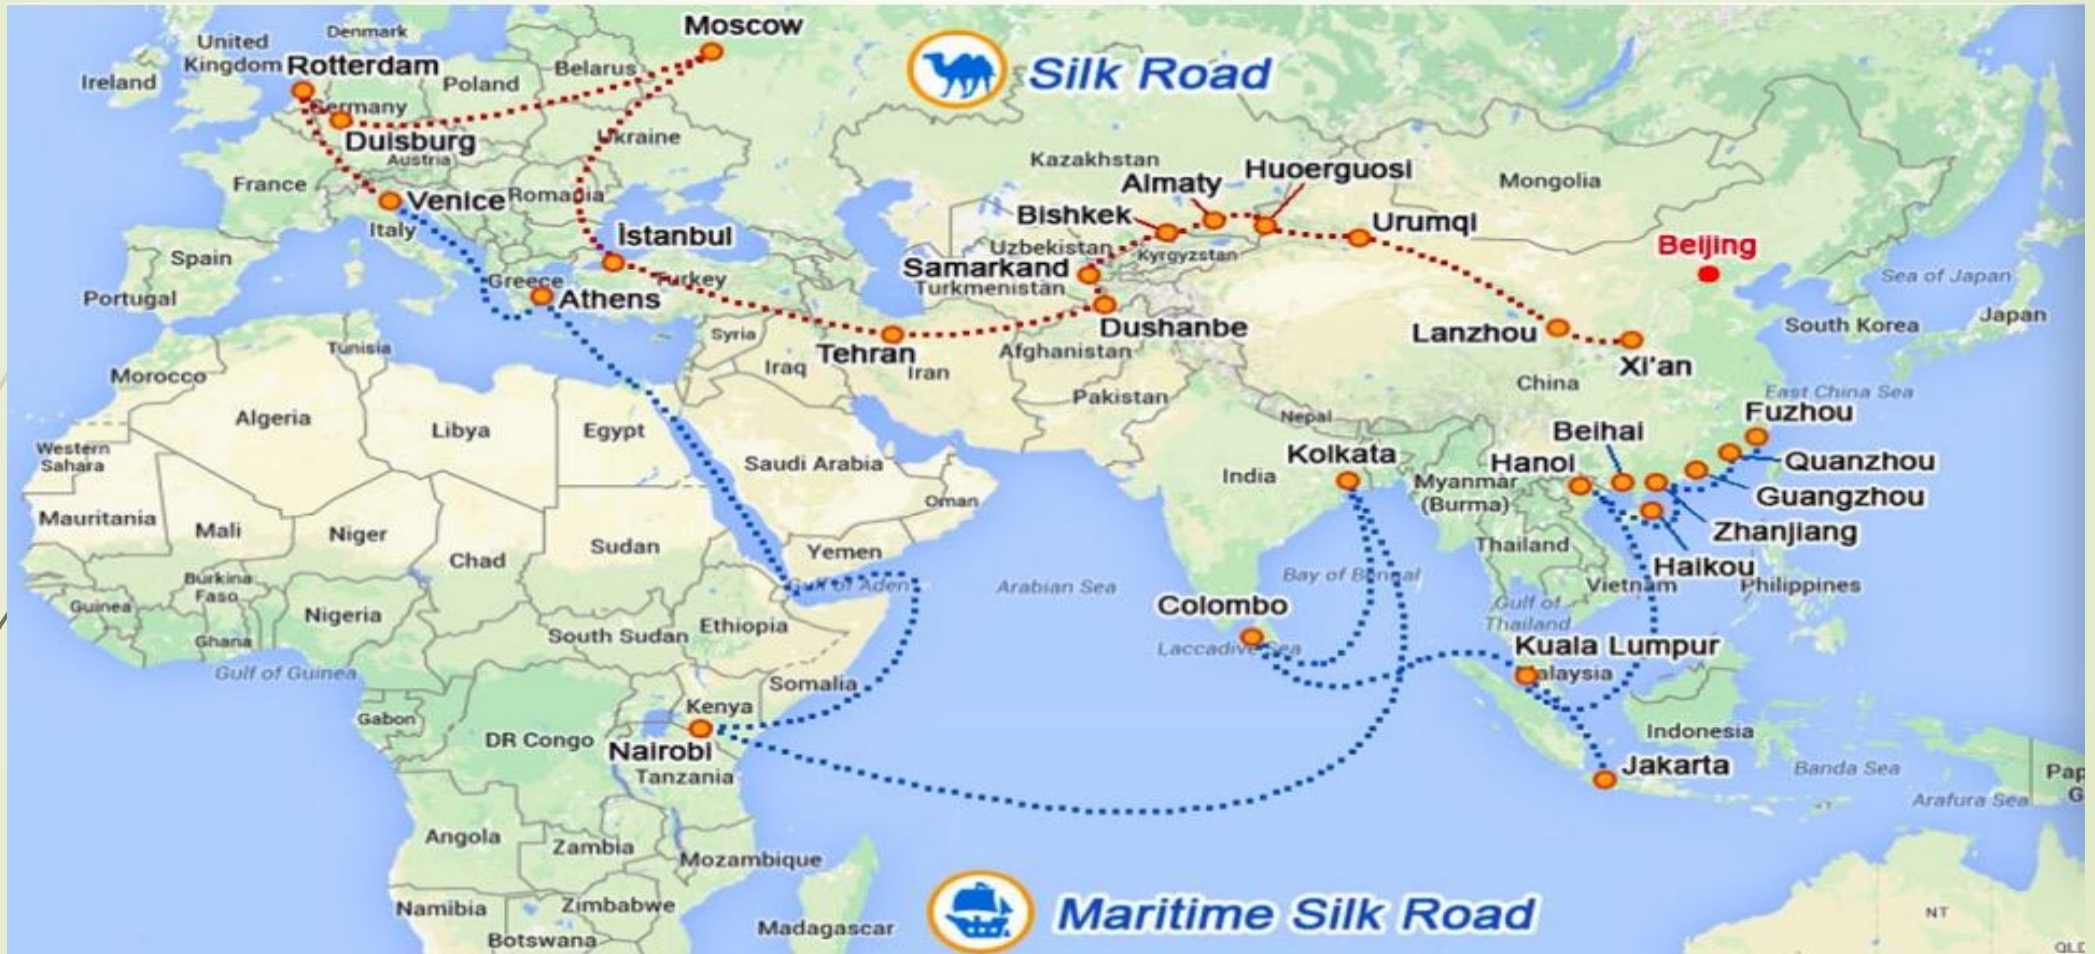 Moscow
Denmark
United
Kingdom
Rotterdam
Belarus
Silk Road
Ireland
Poland
Germany
Duisburg
Ukraine
Austria
Kazakhstan
Huoerguosi
France
Almaty
Mongolia
Venice
Romania
Bishkek
Urumqi
Italy
İstanbul
Uzbekistan
Beijing
Spain
Kyrgyzstan
Samarkand
Greece
Turkey
Turkmenistan
Sea of Japan
Portugal
Athens
Dushanbe
Japan
South Korea
Syria
Lanzhou
Tunisia
Tehran
Afghanistan
Morocco
Iraq
Iran
Xi'an
China
Pakistan
East China Sea
Algeria
Nepal
Fuzhou
Libya
Egypt
Beihai
Western
Sahara
Kolkata
Hanoi
Quanzhou
Saudi Arabia
India
Myanmar
(Burma)
Guangzhou
Oman
Mauritania
Mali
Niger
Zhanjiang
Sudan
Yemen
Thailand
Chad
Haikou
Burkina
Faso
Gulf of Aden
Arabian Sea
Bay of Bengal
Vietnam
Philippines
Guinea
Nigeria
Colombo
Gulf of
Thailand
Ghana
South Sudan
Ethiopia
Laccadive Sea
Kuala Lumpur
Gulf of Guinea
Somalia
Malaysia
Gabon
Kenya
DR Congo
Nairobi
Indonesia
Tanzania
Jakarta
Banda Sea
Pap
G
Arafura Sea
Angola
Zambia
Mozambique
Namibia
Zimbabwe
Madagascar
Maritime Silk Road
NT
Botswana
QLD